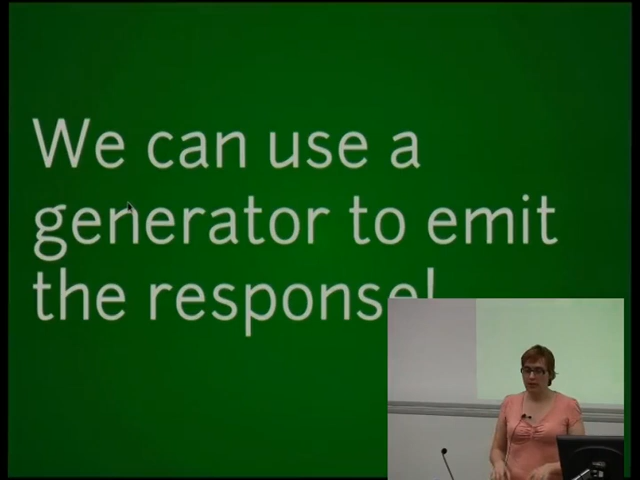 We can use a
generator to emit
the response!